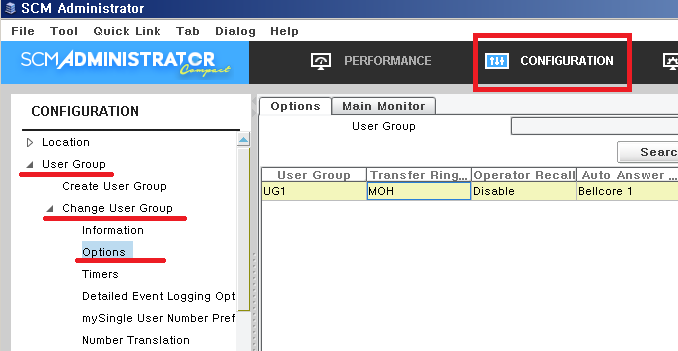 SCM Administrator
File Tool Quick Link Tab Dialog Help
SCM ADMINISTRATOR Compact
PERFORMANCE
CONFIGURATION
CONFIGURATION
Location
User Group
Create User Group
Change User Group
Information
Options
Timers
Detailed Event Logging Opt
mySingle User Number Pref
Number Translation
Options Main Monitor
User Group
Searc
User Group Transfer Ring... Operator Recall Auto Answer ...
UG1 MOH Disable Bellcore 1